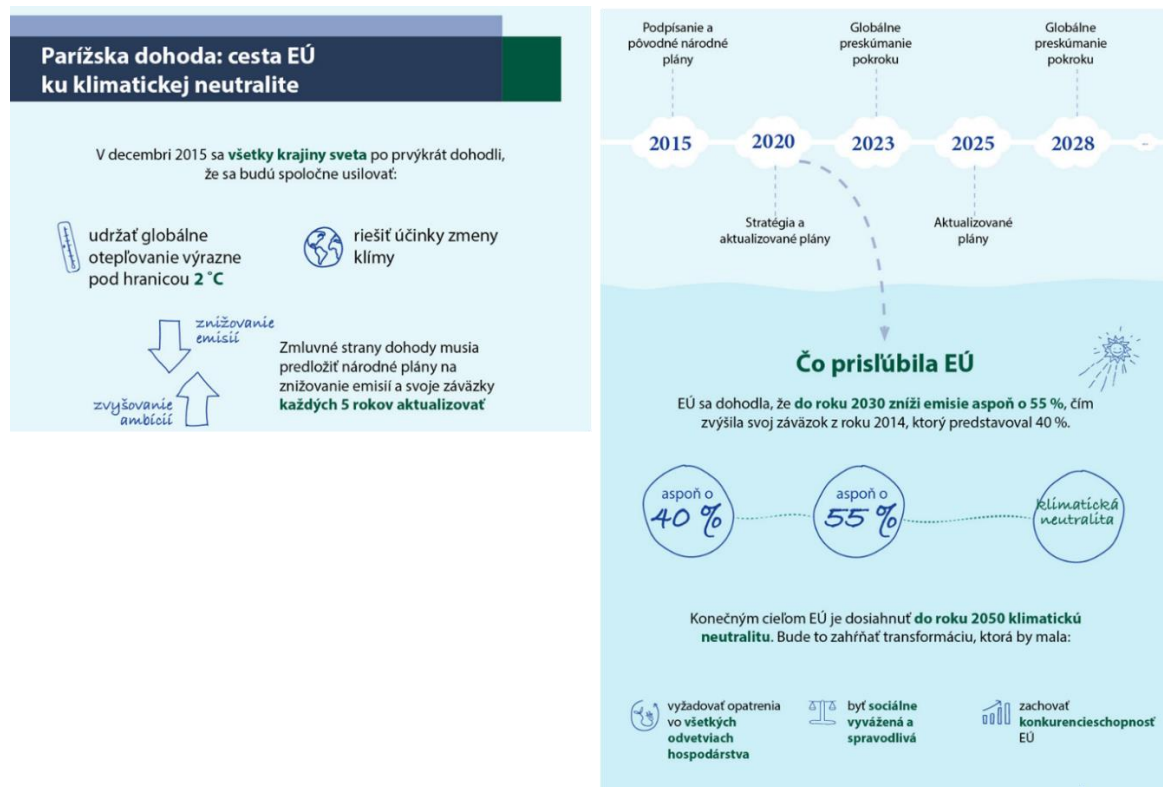 Parížska dohoda: cesta EÚ
ku klimatickej neutralite
V decembri 2015 sa všetky krajiny sveta po prvýkrát dohodli,
že sa budú spoločne usilovať:
udržať globálne
otepľovanie výrazne
pod hranicou 2 °C
riešiť účinky zmeny
klímy
znižovanie
emisií
zvyšovanie
ambícií
Zmluvné strany dohody musia
predložiť národné plány na
znižovanie emisií a svoje záväzky
každých 5 rokov aktualizovať
Podpísanie a
pôvodné národné
plány
Globálne
preskúmanie
pokroku
Globálne
preskúmanie
pokroku
2015
2020
2023
2025
2028
...
Stratégia a
aktualizované plány
Aktualizované
plány
Čo prisľúbila EÚ
EÚ sa dohodla, že do roku 2030 zníži emisie aspoň o 55 %, čím
zvýšila svoj záväzok z roku 2014, ktorý predstavoval 40 %.
aspoň o
40 %
aspoň o
55 %
klimatická
neutralita
Konečným cieľom EÚ je dosiahnuť do roku 2050 klimatickú
neutralitu. Bude to zahŕňať transformáciu, ktorá by mala:
vyžadovať opatrenia
vo všetkých
odvetviach
hospodárstva
byť sociálne
vyvážená a
spravodlivá
zachovať
konkurencieschopnosť
EÚ